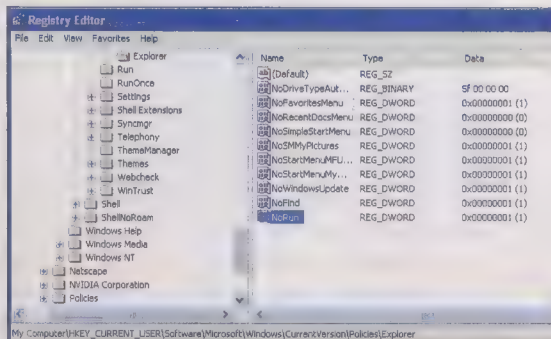 Registry Editor
File Edit View Favorites Help
Explorer
Run
RunOnce
Settings
Shell Extensions
Syncmgr
Telephony
ThemeManager
Themes
Webcheck
WinTrust
Shell
ShellNoRoam
Windows Help
Windows Media
Windows NT
Netscape
NVIDIA Corporation
Policies
Name Type Data
(Default) REG_SZ
NoDriveTypeAut... REG_BINARY 5f 00 00 00
NoFavoritesMenu REG_DWORD 0x00000001 (1)
NoRecentDocsMenu REG_DWORD 0x00000000 (0)
NoSimpleStartMenu REG_DWORD 0x00000000 (0)
NoSMMyPictures REG_DWORD 0x00000001 (1)
NoStartMenuMFU... REG_DWORD 0x00000001 (1)
NoStartMenuMy... REG_DWORD 0x00000001 (1)
NoWindowsUpdate REG_DWORD 0x00000001 (1)
NoFind REG_DWORD 0x00000001 (1)
NoRun REG_DWORD 0x00000001 (1)
My Computer\HKEY_CURRENT_USER\Software\Microsoft\Windows\CurrentVersion\Policies\Explorer